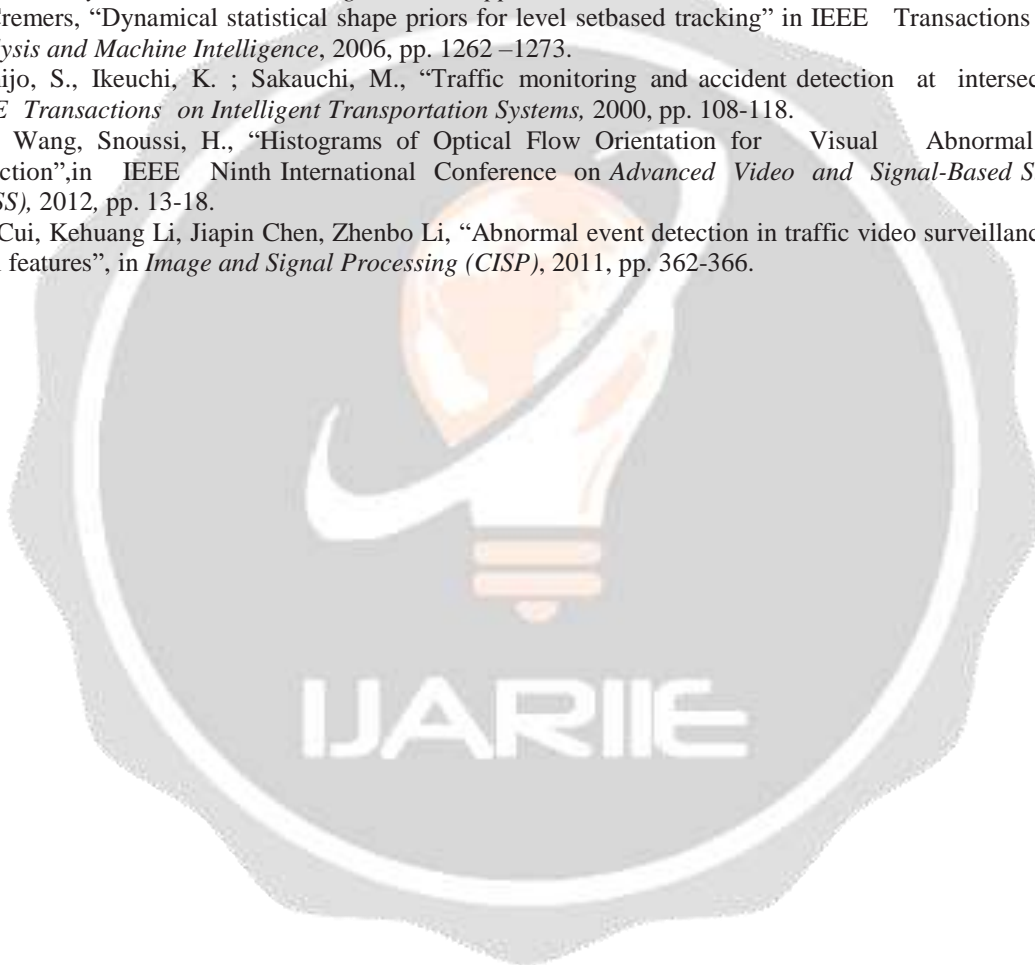 Cremers, “Dynamical statistical shape priors for level setbased tracking” in IEEE Transactions
lysis and Machine Intelligence, 2006, pp. 1262 –1273.
ijo, S., Ikeuchi, K. ; Sakauchi, M., “Traffic monitoring and accident detection at intersec
E Transactions on Intelligent Transportation Systems, 2000, pp. 108-118.
Wang, Snoussi, H., “Histograms of Optical Flow Orientation for Visual Abnormal
ction”,in IEEE Ninth International Conference on Advanced Video and Signal-Based S
SS), 2012, pp. 13-18.
Cui, Kehuang Li, Jiapin Chen, Zhenbo Li, “Abnormal event detection in traffic video surveillanc
features”, in Image and Signal Processing (CISP), 2011, pp. 362-366.
IJARIIE